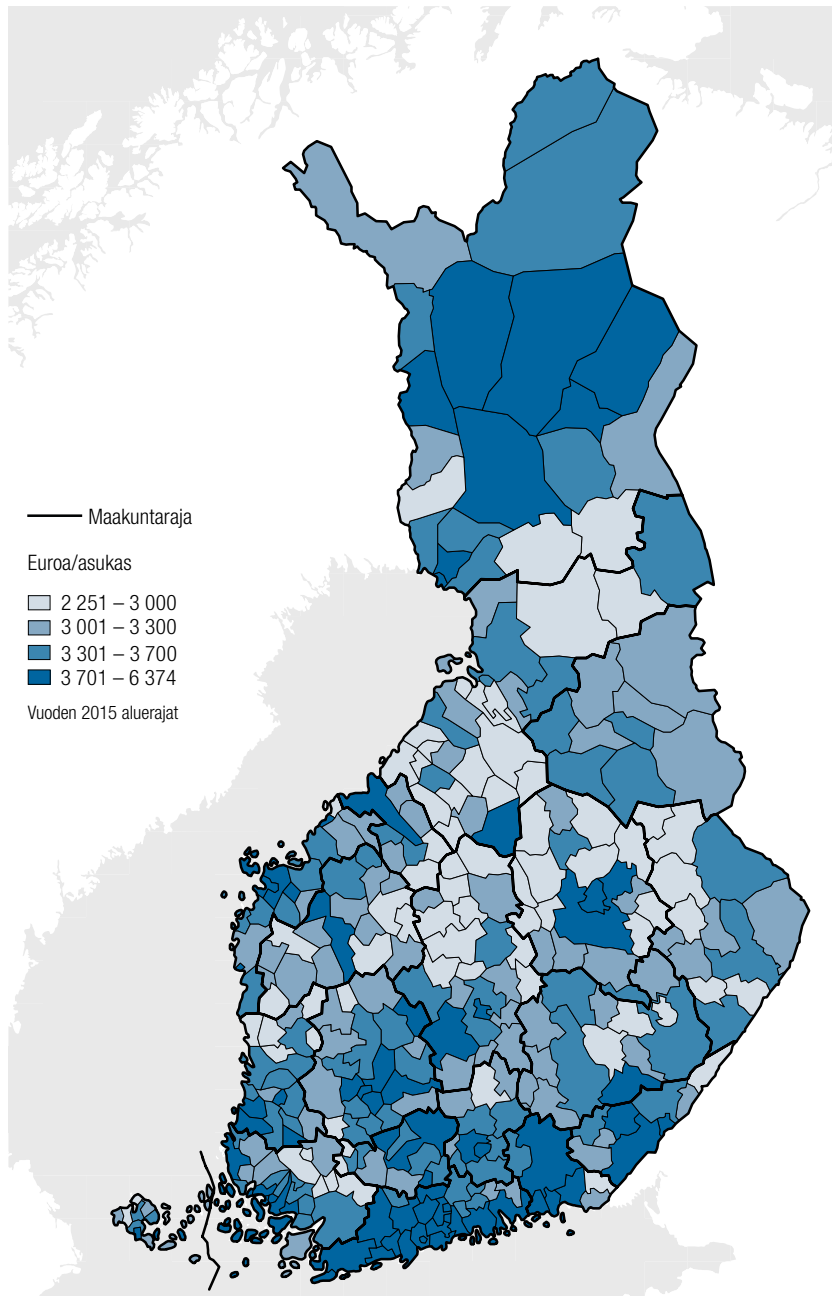 Maakuntaraja
Euroa/asukas
2 251 – 3 000
3 001 – 3 300
3 301 – 3 700
3 701 – 6 374
Vuoden 2015 aluerajat